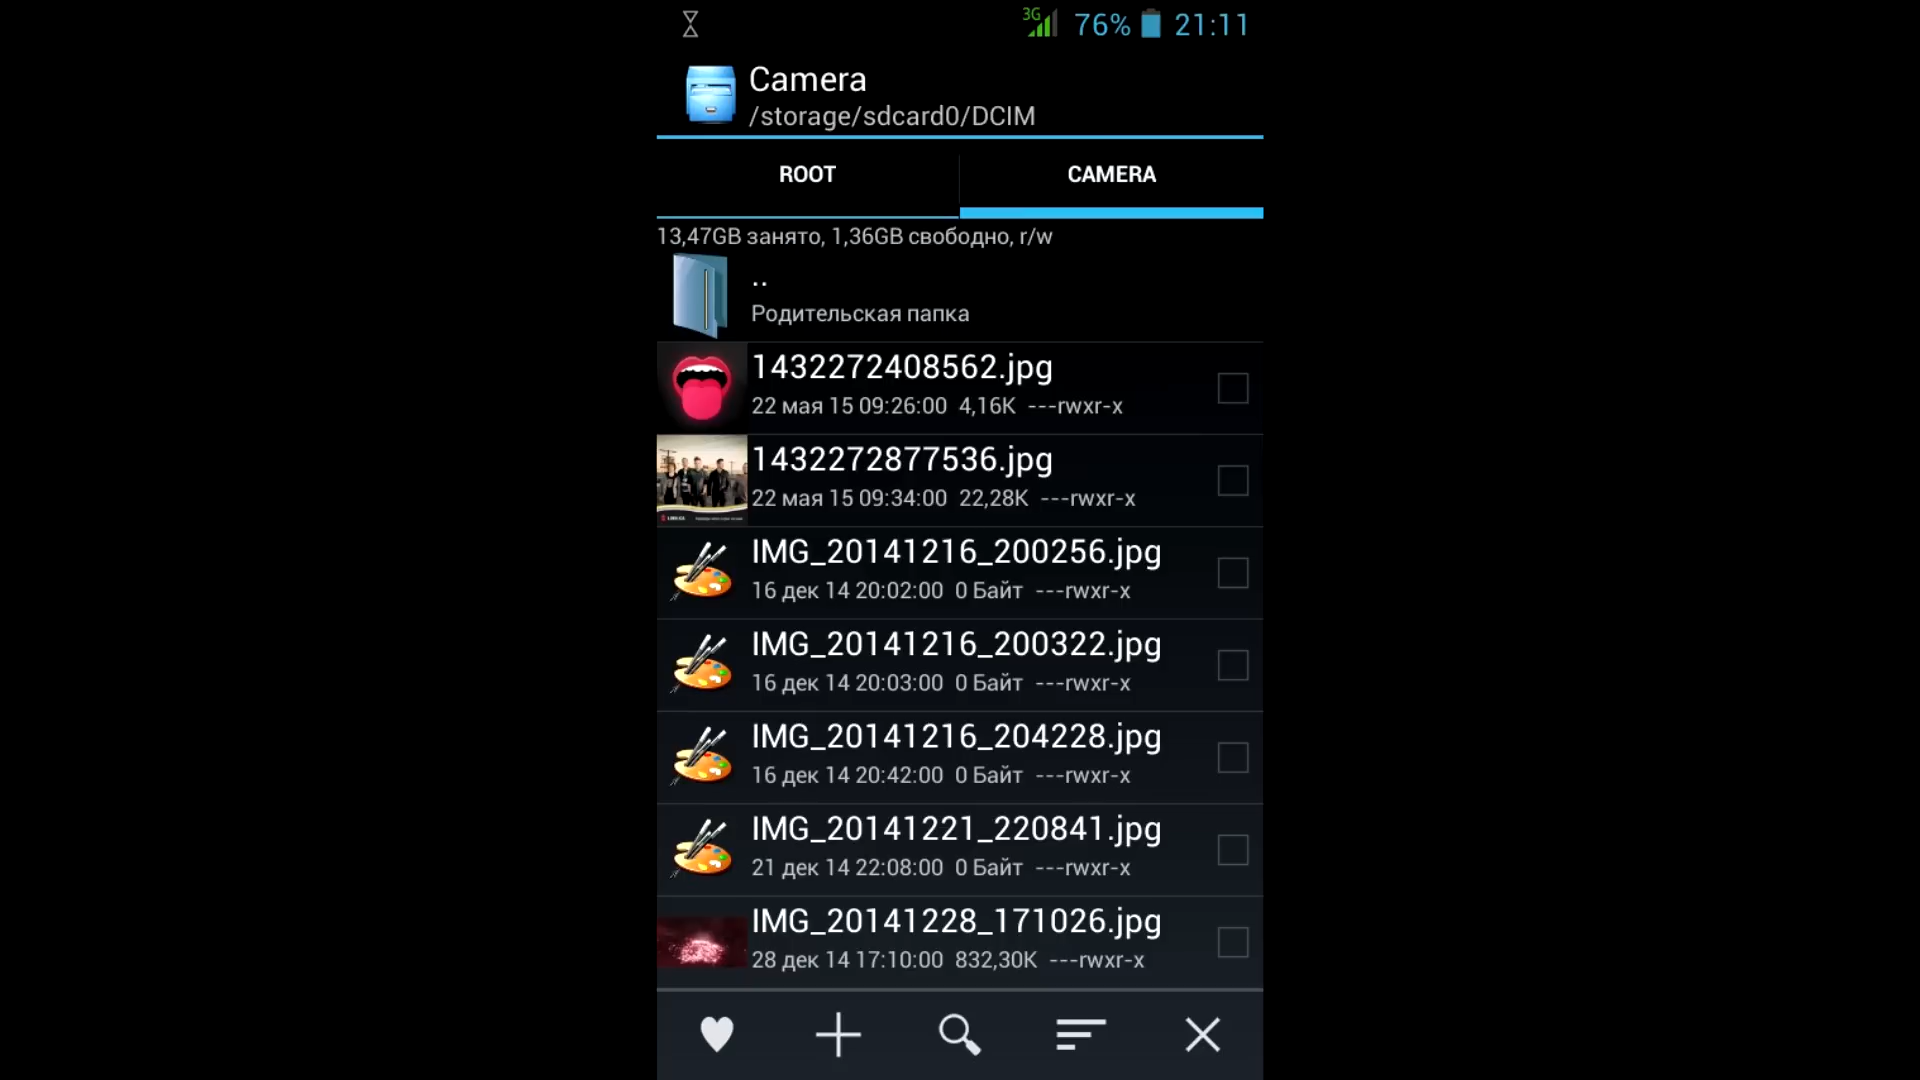 3G 76% 21:11
Camera
/storage/sdcard0/DCIM
ROOT CAMERA
13,47GB занято, 1,36GB свободно, r/w
..
Родительская папка
1432272408562.jpg
22 мая 15 09:26:00 4,16K ---rwxr-x
1432272877536.jpg
22 мая 15 09:34:00 22,28K ---rwxr-x
IMG_20141216_200256.jpg
16 дек 14 20:02:00 0 Байт ---rwxr-x
IMG_20141216_200322.jpg
16 дек 14 20:03:00 0 Байт ---rwxr-x
IMG_20141216_204228.jpg
16 дек 14 20:42:00 0 Байт ---rwxr-x
IMG_20141221_220841.jpg
21 дек 14 22:08:00 0 Байт ---rwxr-x
IMG_20141228_171026.jpg
28 дек 14 17:10:00 832,30K ---rwxr-x